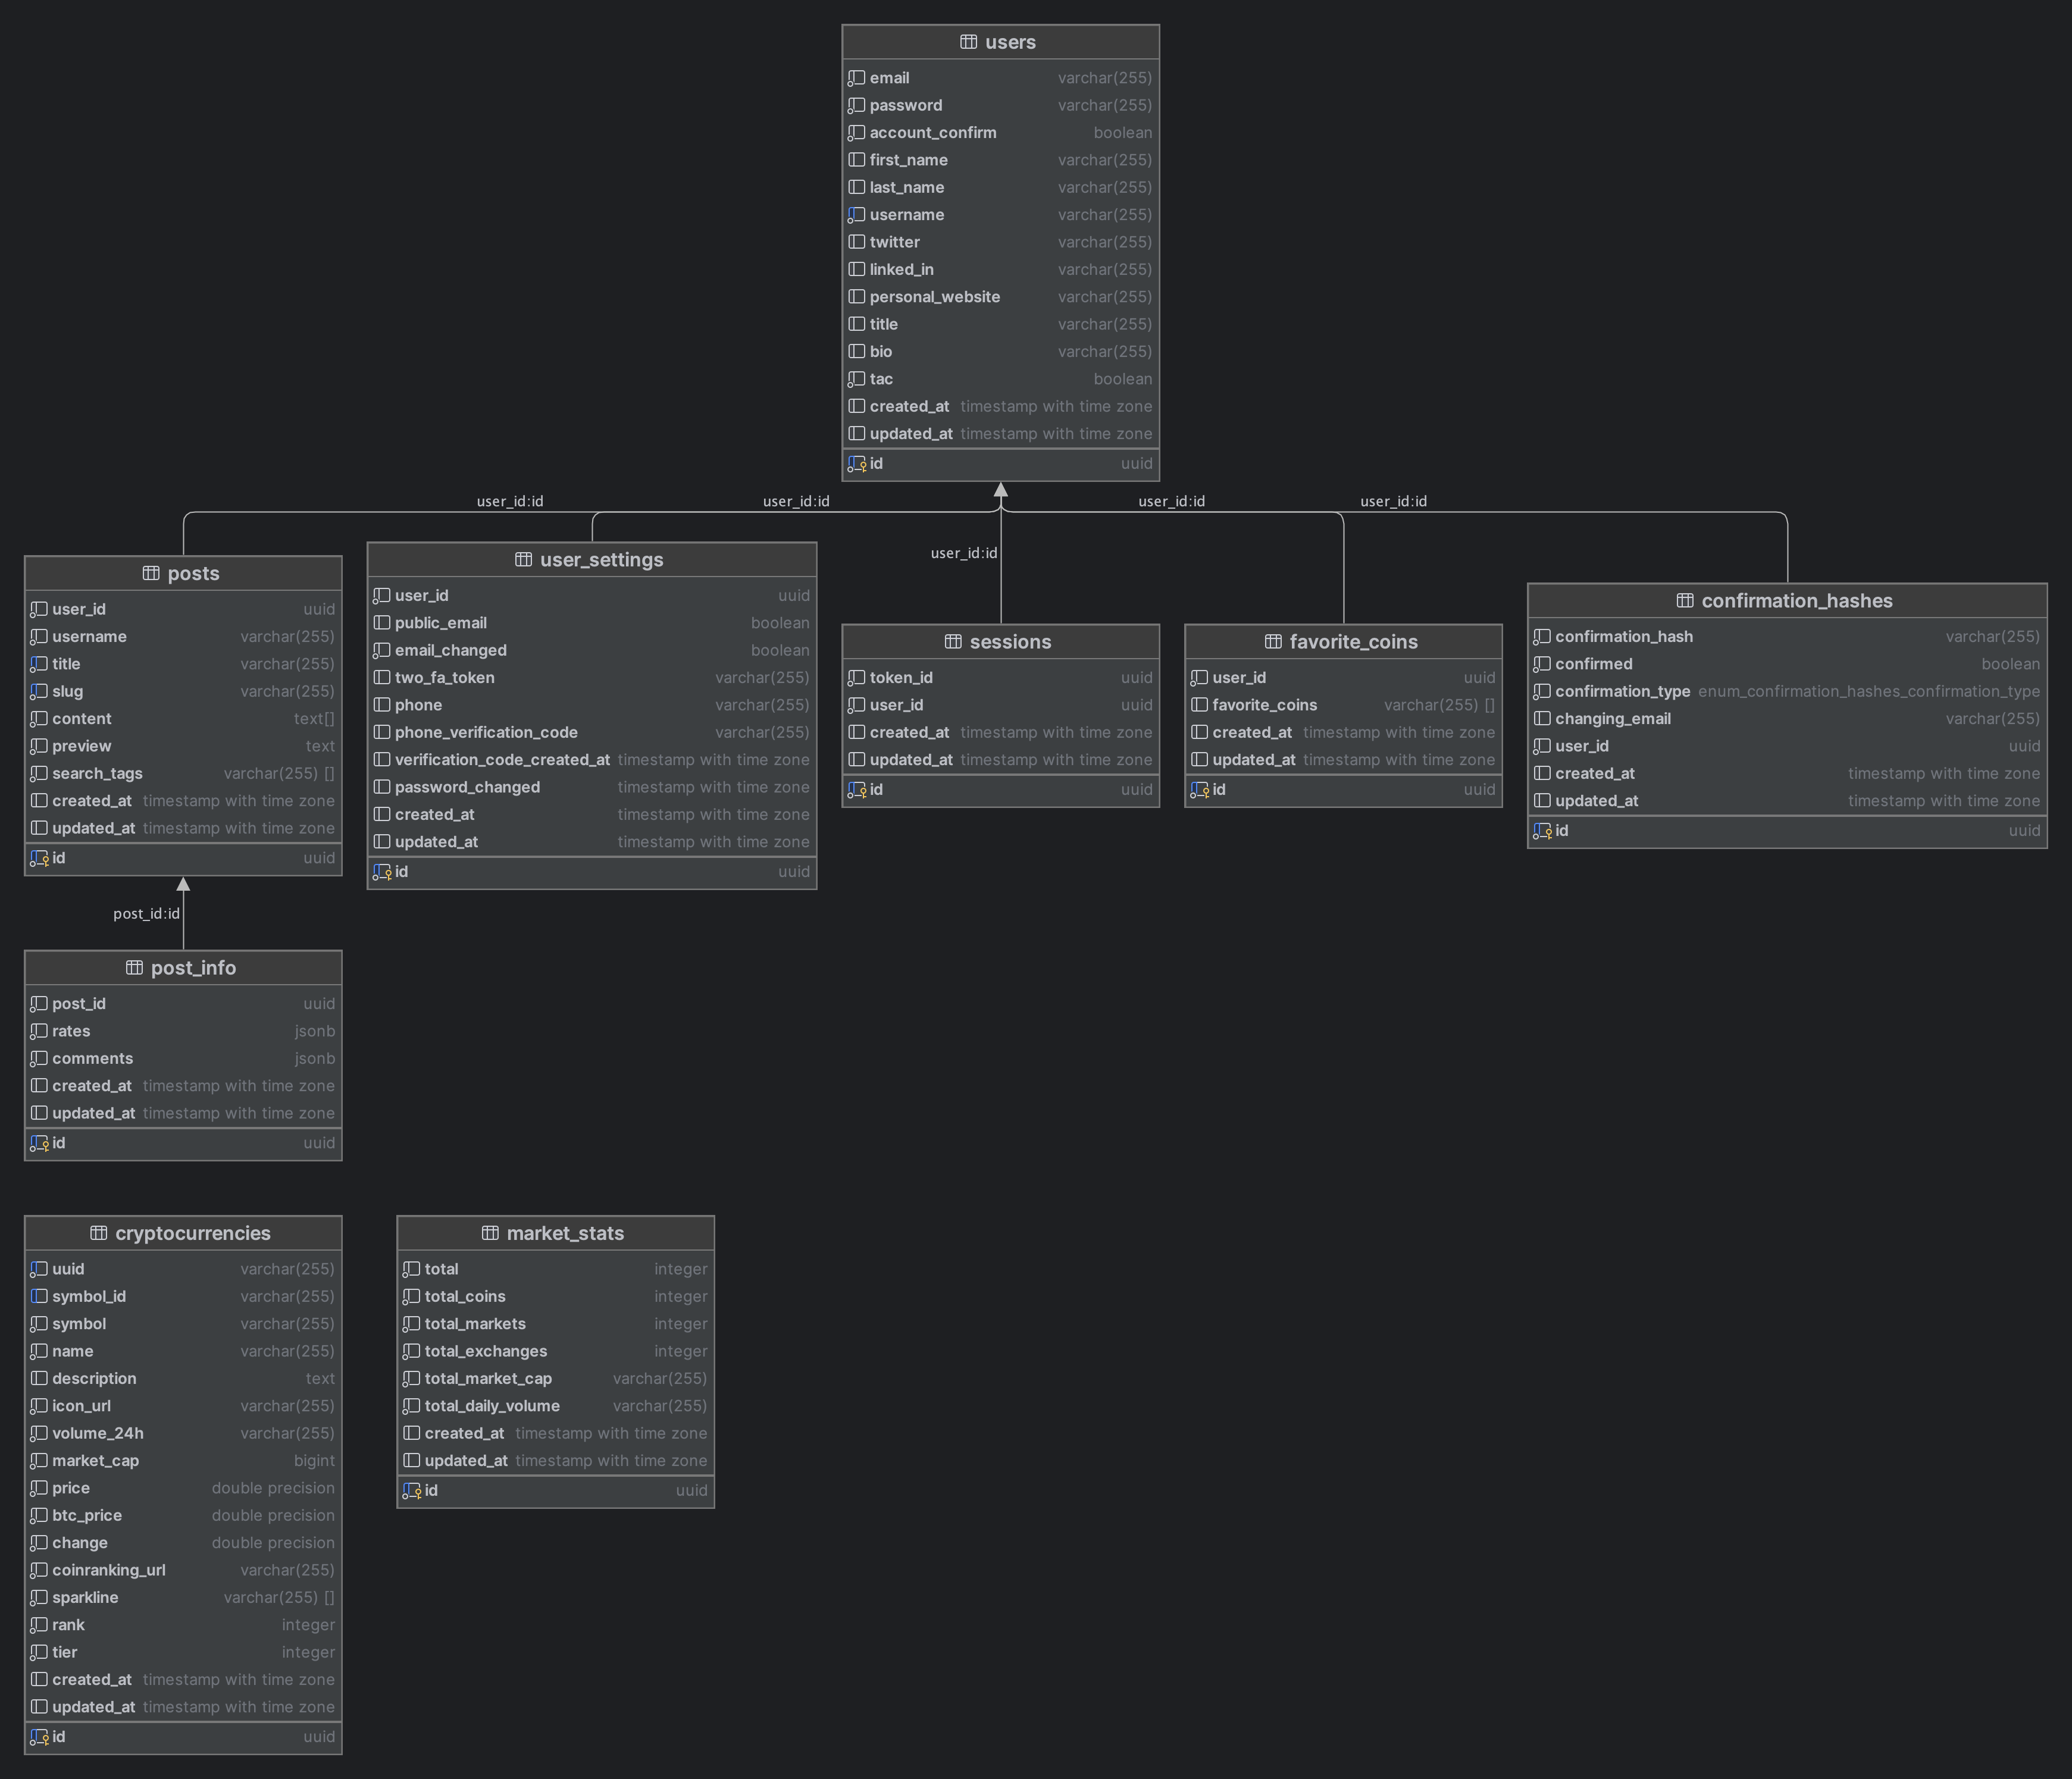 users
email varchar(255)
password varchar(255)
account_confirm boolean
first_name varchar(255)
last_name varchar(255)
username varchar(255)
twitter varchar(255)
linked_in varchar(255)
personal_website varchar(255)
title varchar(255)
bio varchar(255)
tac boolean
created_at timestamp with time zone
updated_at timestamp with time zone
id uuid
user_id:id
user_id:id
user_id:id
user_id:id
user_id:id
posts
user_id uuid
username varchar(255)
title varchar(255)
slug varchar(255)
content text[]
preview text
search_tags varchar(255) []
created_at timestamp with time zone
updated_at timestamp with time zone
id uuid
user_settings
user_id uuid
public_email boolean
email_changed boolean
two_fa_token varchar(255)
phone varchar(255)
phone_verification_code varchar(255)
verification_code_created_at timestamp with time zone
password_changed timestamp with time zone
created_at timestamp with time zone
updated_at timestamp with time zone
id uuid
sessions
token_id uuid
user_id uuid
created_at timestamp with time zone
updated_at timestamp with time zone
id uuid
favorite_coins
user_id uuid
favorite_coins varchar(255) []
created_at timestamp with time zone
updated_at timestamp with time zone
id uuid
confirmation_hashes
confirmation_hash varchar(255)
confirmed boolean
confirmation_type enum_confirmation_hashes_confirmation_type
changing_email varchar(255)
user_id uuid
created_at timestamp with time zone
updated_at timestamp with time zone
id uuid
post_id:id
post_info
post_id uuid
rates jsonb
comments jsonb
created_at timestamp with time zone
updated_at timestamp with time zone
id uuid
cryptocurrencies
uuid varchar(255)
symbol_id varchar(255)
symbol varchar(255)
name varchar(255)
description text
icon_url varchar(255)
volume_24h varchar(255)
market_cap bigint
price double precision
btc_price double precision
change double precision
coinranking_url varchar(255)
sparkline varchar(255) []
rank integer
tier integer
created_at timestamp with time zone
updated_at timestamp with time zone
id uuid
market_stats
total integer
total_coins integer
total_markets integer
total_exchanges integer
total_market_cap varchar(255)
total_daily_volume varchar(255)
created_at timestamp with time zone
updated_at timestamp with time zone
id uuid